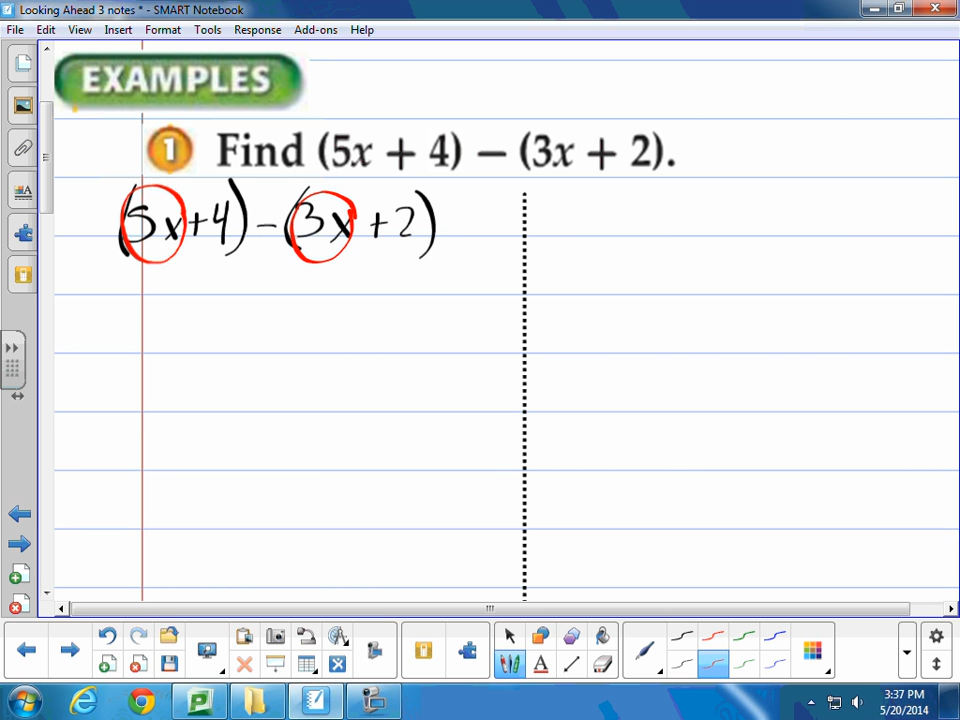 Looking Ahead 3 notes * - SMART Notebook
File Edit View Insert Format Tools Response Add-ons Help
EXAMPLES
1 Find (5x + 4) − (3x + 2).
(5x+4) - (3x +2)
3:37 PM
5/20/2014